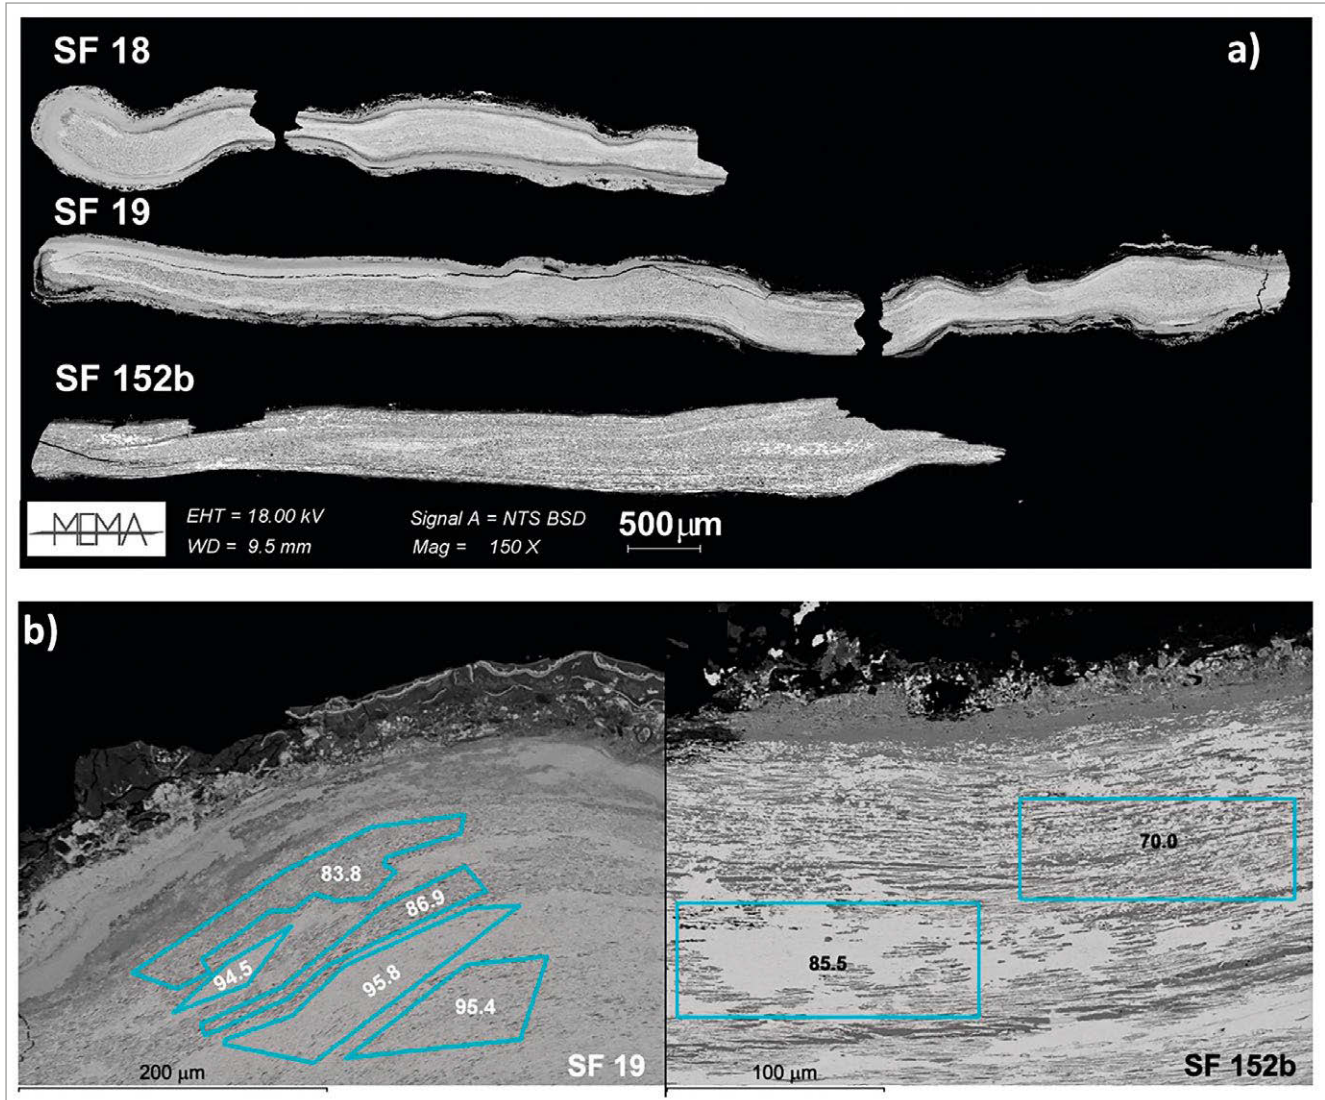 SF 18
a)
SF 19
SF 152b
MEMA
EHT = 18.00 kV
WD = 9.5 mm
Signal A = NTS BSD
Mag = 150 X
500 µm
b)
83.8
86.9
94.5
95.8
95.4
200 µm
SF 19
70.0
85.5
100 µm
SF 152b